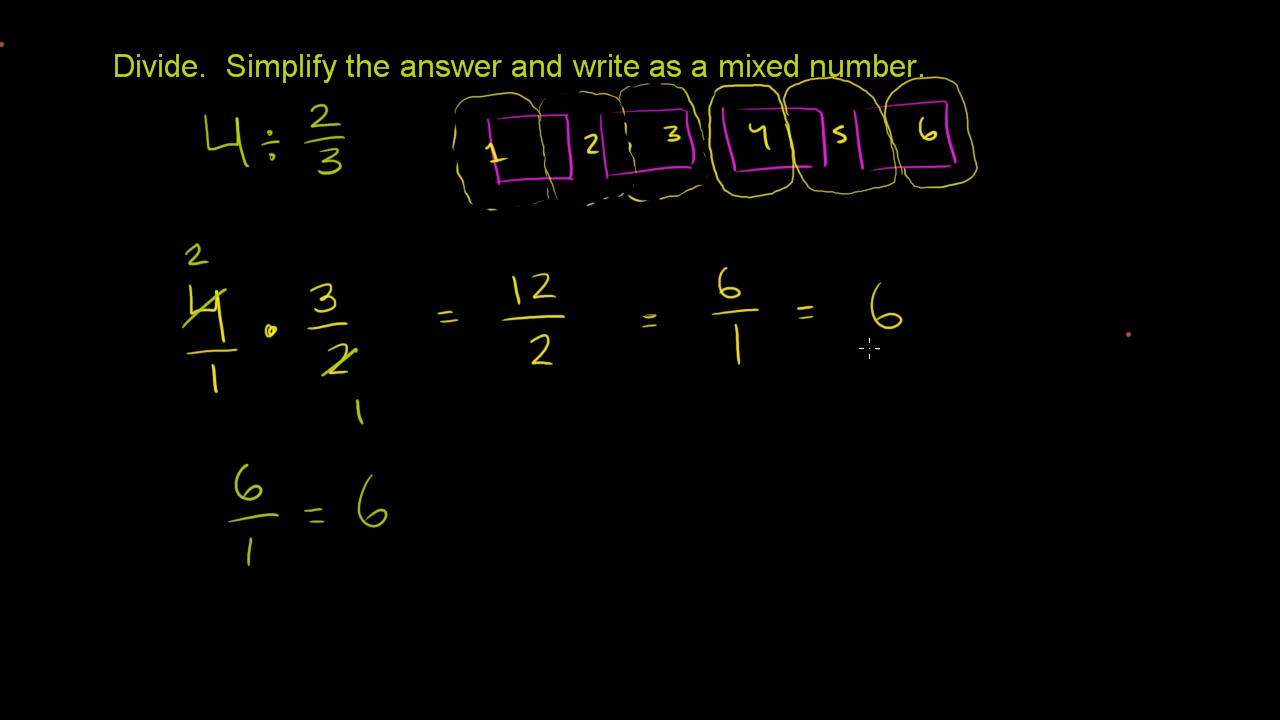 Divide. Simplify the answer and write as a mixed number.
4 ÷ 2/3
1 2 3 4 5 6
2
4/1 • 3/2 = 12/2 = 6/1 = 6
1
6/1 = 6